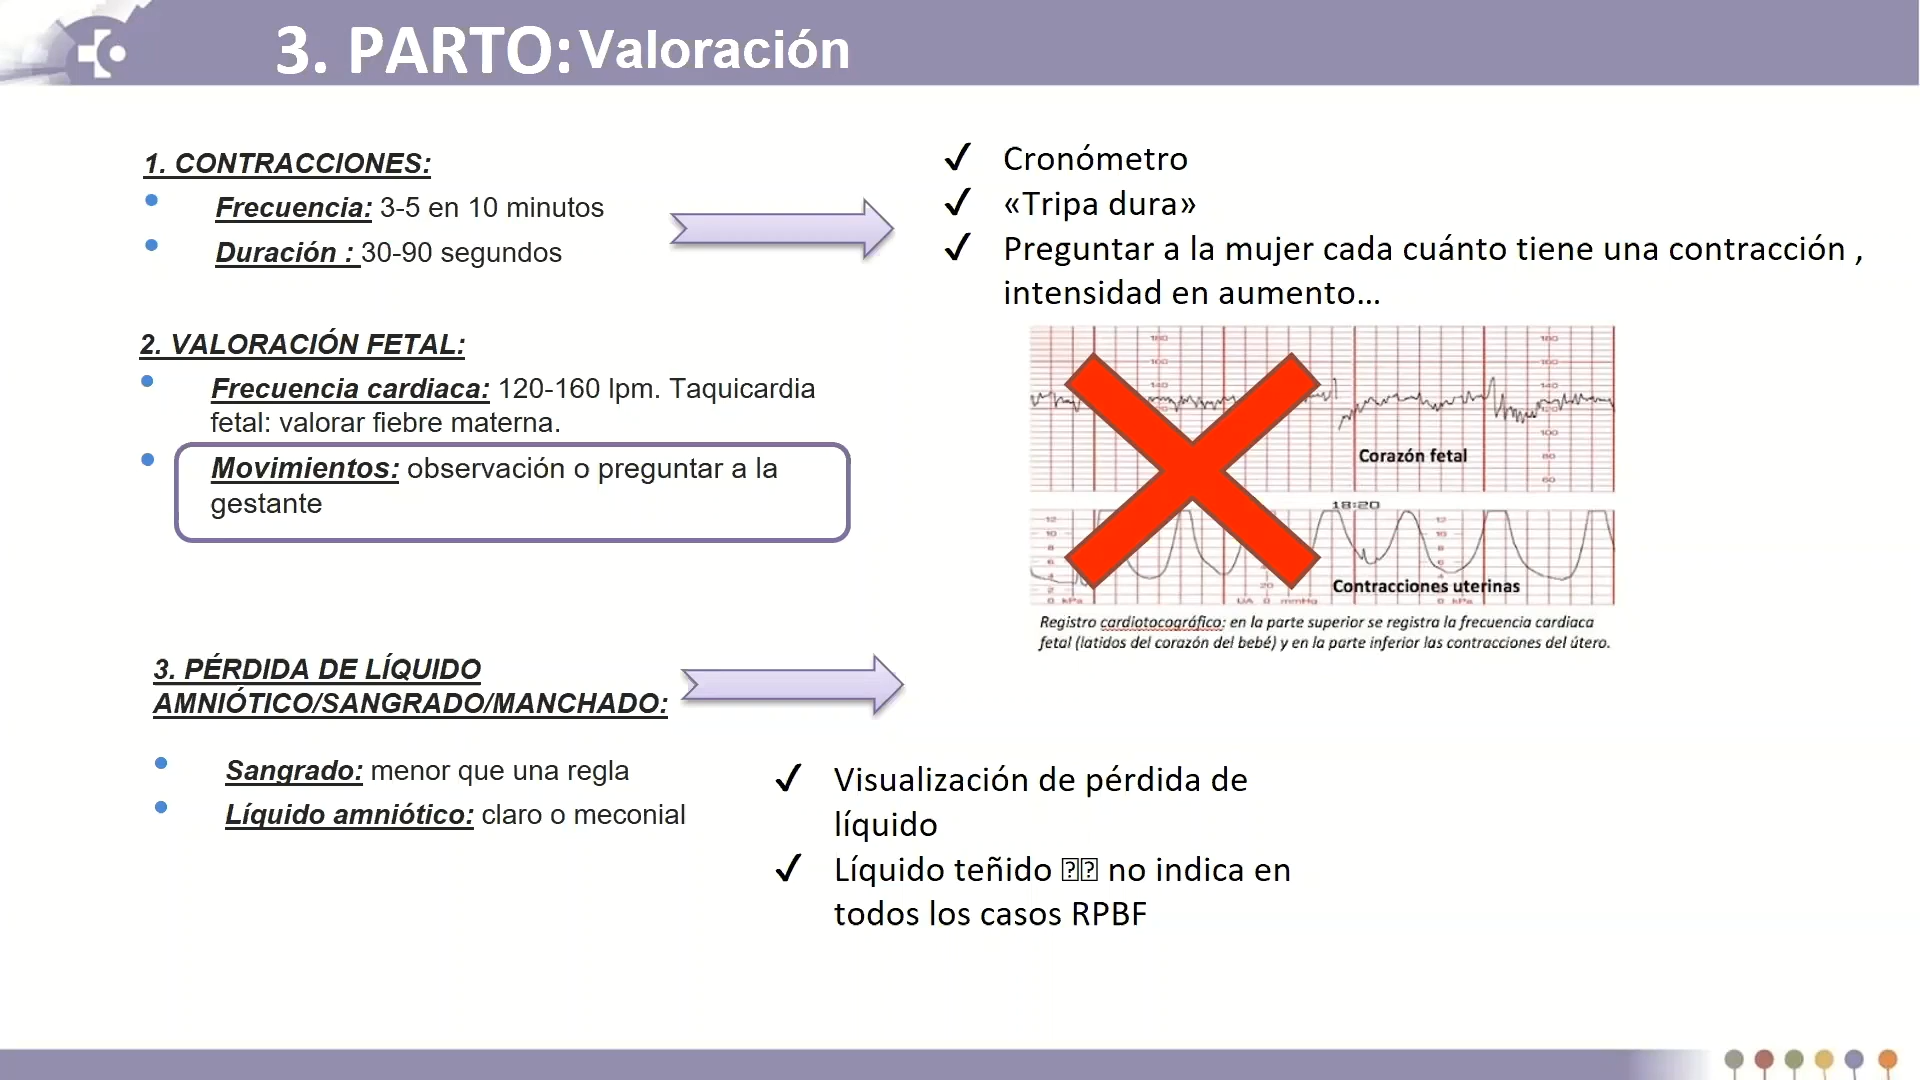 3. PARTO: Valoración
1. CONTRACCIONES:
Frecuencia: 3-5 en 10 minutos
Duración : 30-90 segundos
✓ Cronómetro
✓ «Tripa dura»
✓ Preguntar a la mujer cada cuánto tiene una contracción ,
intensidad en aumento...
2. VALORACIÓN FETAL:
Frecuencia cardiaca: 120-160 lpm. Taquicardia
fetal: valorar fiebre materna.
Movimientos: observación o preguntar a la
gestante
Corazón fetal
18:20
Contracciones uterinas
Registro cardiotocográfico: en la parte superior se registra la frecuencia cardiaca
fetal (latidos del corazón del bebé) y en la parte inferior las contracciones del útero.
3. PÉRDIDA DE LÍQUIDO
AMNIÓTICO/SANGRADO/MANCHADO:
Sangrado: menor que una regla
Líquido amniótico: claro o meconial
✓ Visualización de pérdida de
líquido
✓ Líquido teñido no indica en
todos los casos RPBF